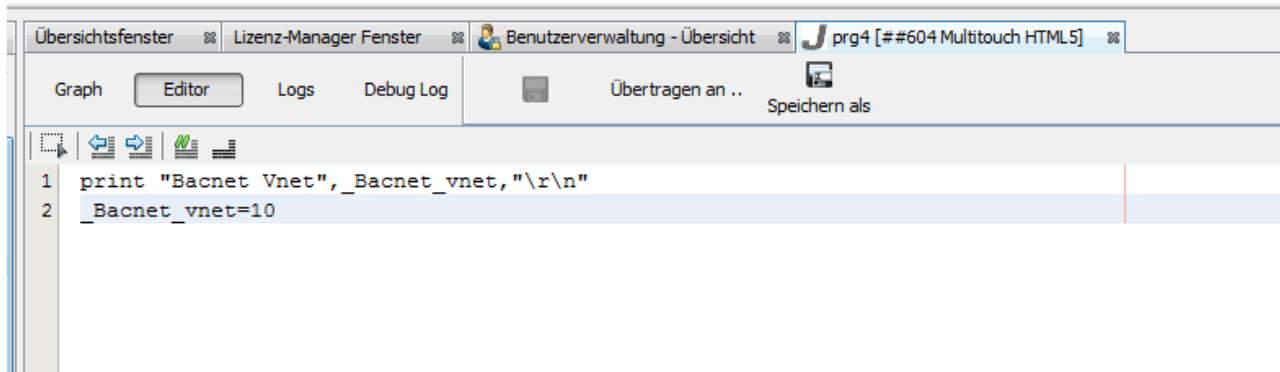 Übersichtsfenster Lizenz-Manager Fenster Benutzerverwaltung - Übersicht prg4 [##604 Multitouch HTML5]
Graph Editor Logs Debug Log Übertragen an .. Speichern als
1 print "Bacnet Vnet",_Bacnet_vnet,"\r\n"
2 _Bacnet_vnet=10